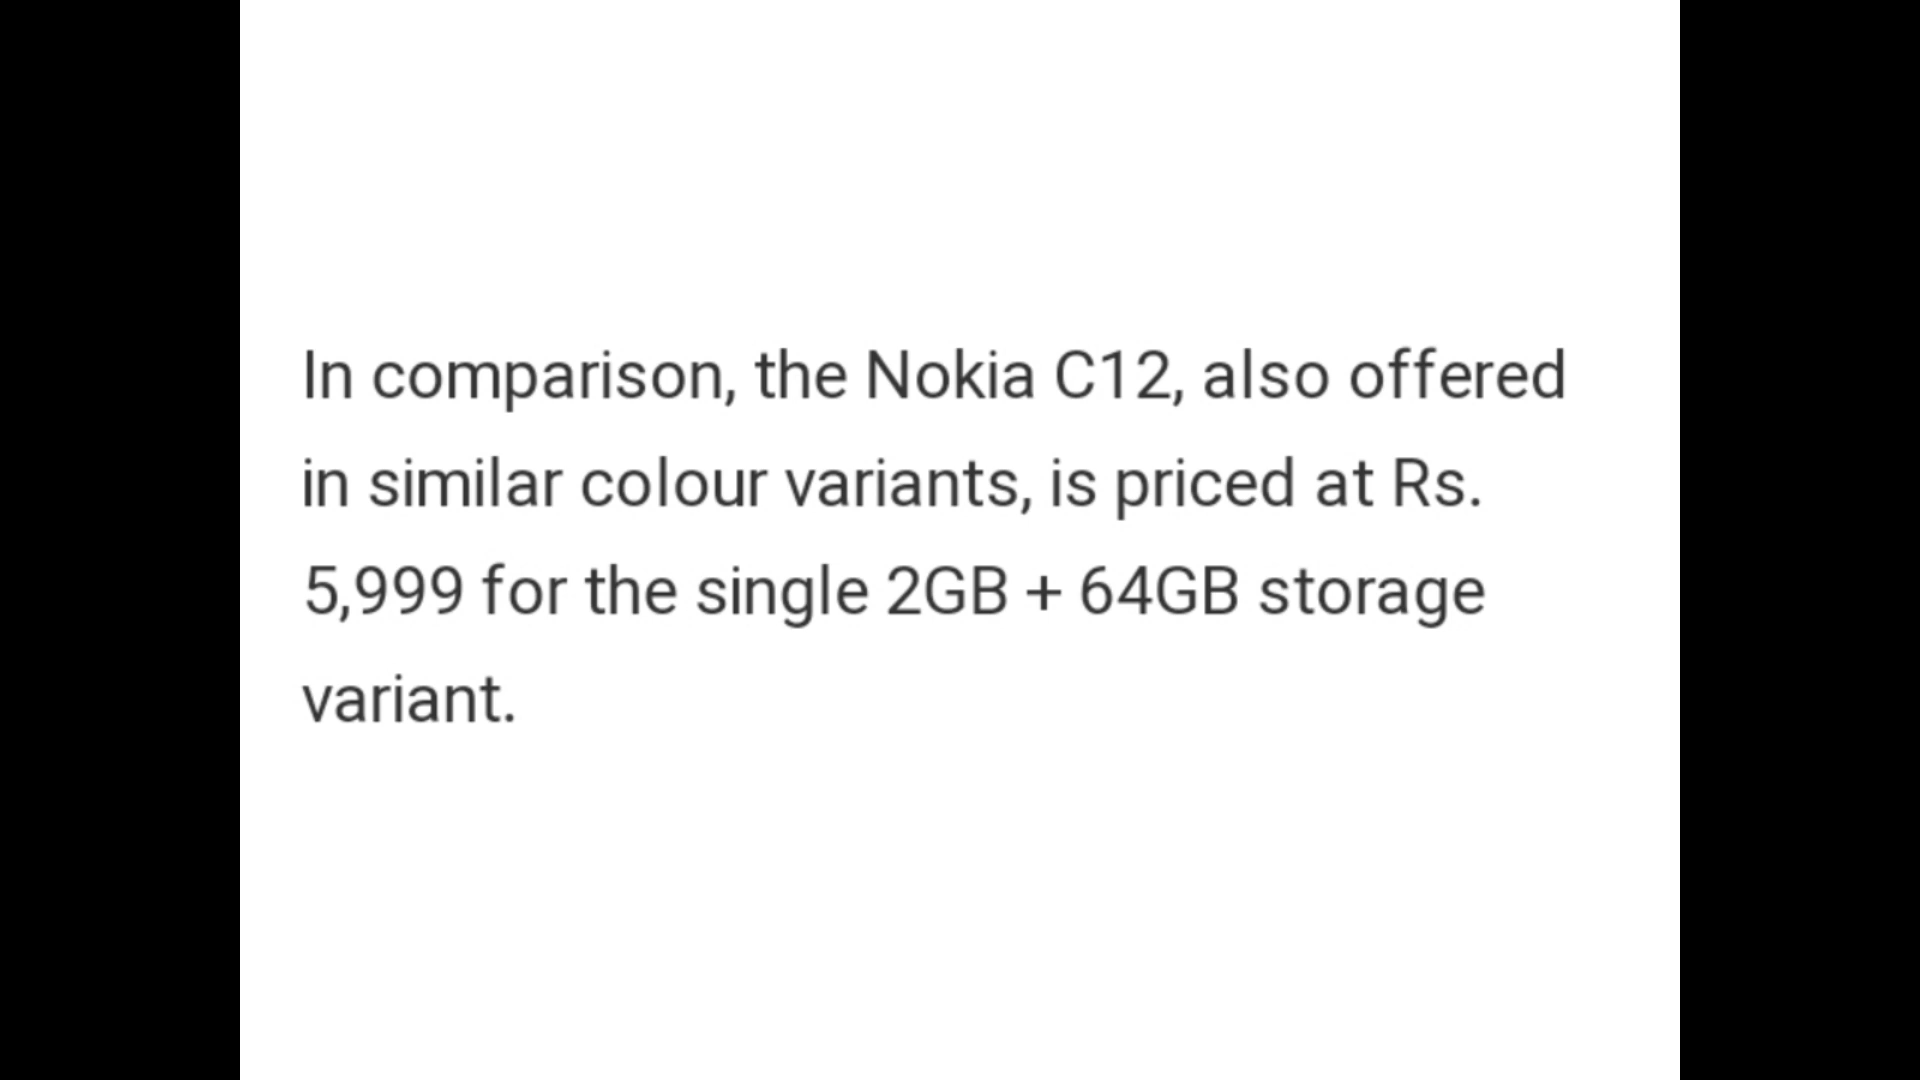 In comparison, the Nokia C12, also offered
in similar colour variants, is priced at Rs.
5,999 for the single 2GB + 64GB storage
variant.